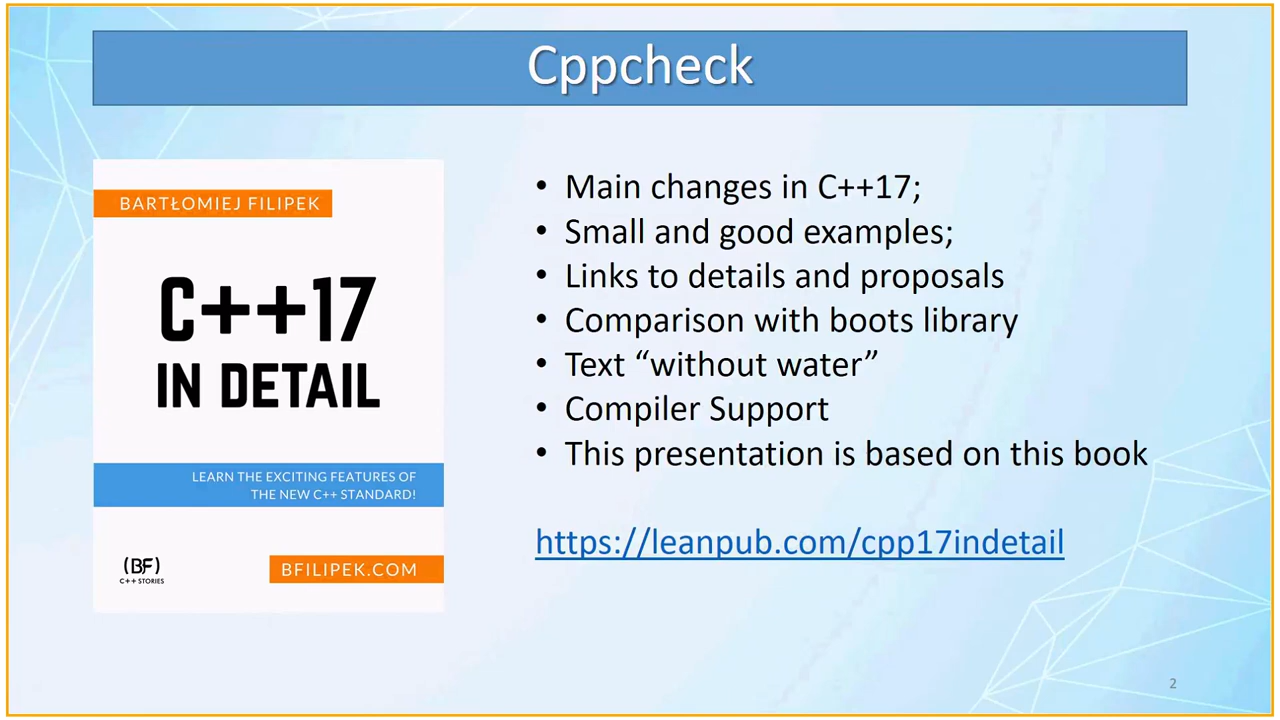 Cppcheck
BARTŁOMIEJ FILIPEK
C++17
IN DETAIL
LEARN THE EXCITING FEATURES OF
THE NEW C++ STANDARD!
(BF)
C++ STORIES
BFILIPEK.COM
• Main changes in C++17;
• Small and good examples;
• Links to details and proposals
• Comparison with boots library
• Text “without water”
• Compiler Support
• This presentation is based on this book
https://leanpub.com/cpp17indetail
2